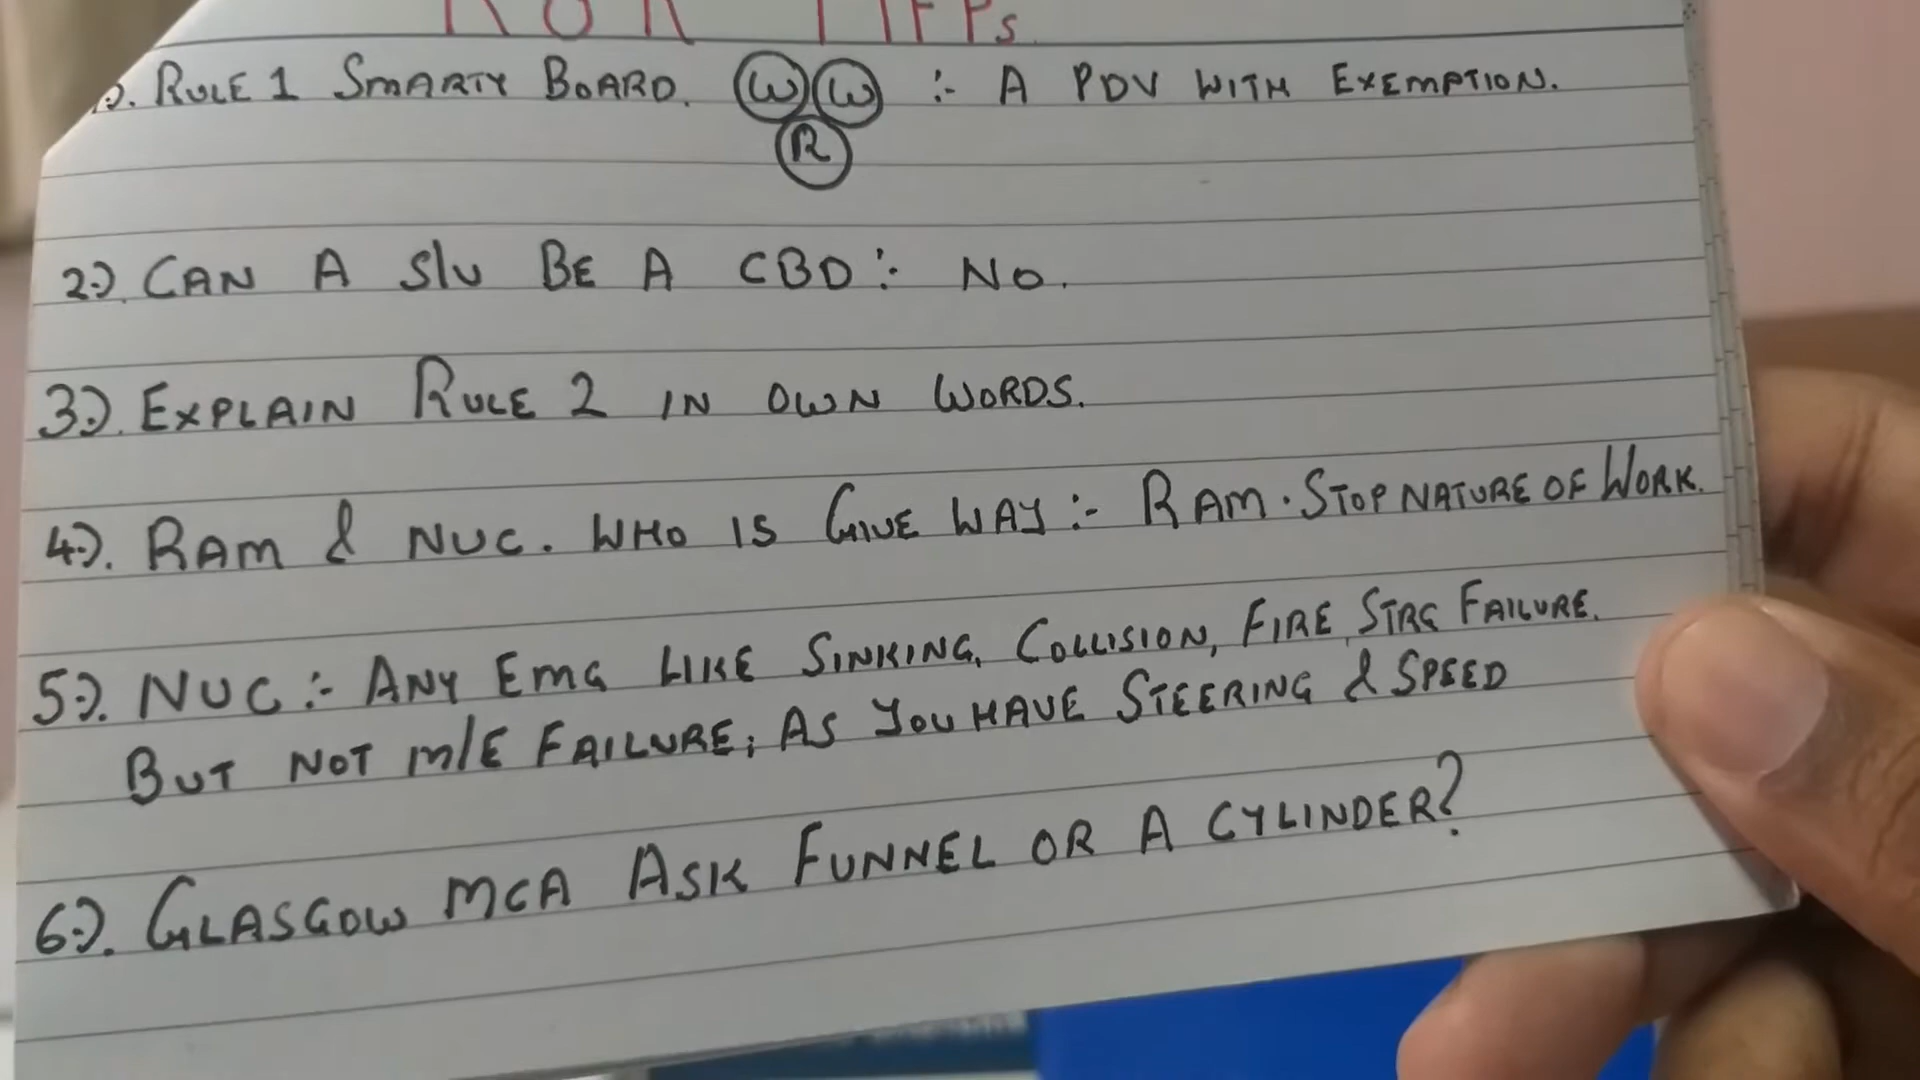 ROR
1). RULE 1 SMARTY BOARD. W W :- A PDV WITH EXEMPTION.
R
2:). CAN A S/V BE A CBD :- NO.
3:). EXPLAIN RULE 2 IN OWN WORDS.
4:). RAM & NUC. WHO IS GIVE WAY :- RAM. STOP NATURE OF WORK.
5:). NUC :- ANY EMG LIKE SINKING, COLLISION, FIRE, STRG FAILURE.
BUT NOT M/E FAILURE; AS YOU HAVE STEERING & SPEED
6:). GLASGOW MCA ASK FUNNEL OR A CYLINDER?